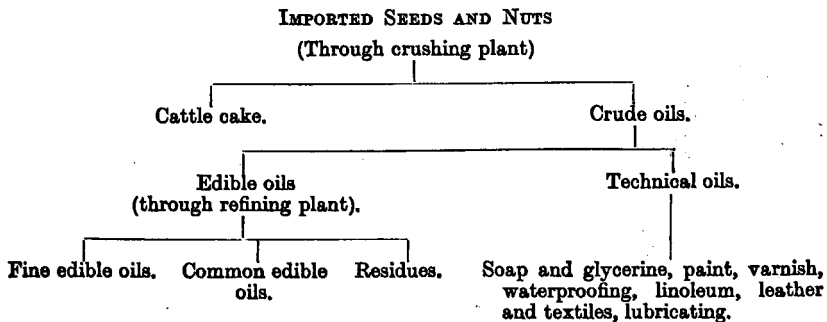 IMPORTED SEEDS AND NUTS
(Through crushing plant)
Cattle cake.
Crude oils.
Edible oils
(through refining plant).
Technical oils.
Fine edible oils.
Common edible
oils.
Residues.
Soap and glycerine, paint, varnish,
waterproofing, linoleum, leather
and textiles, lubricating.